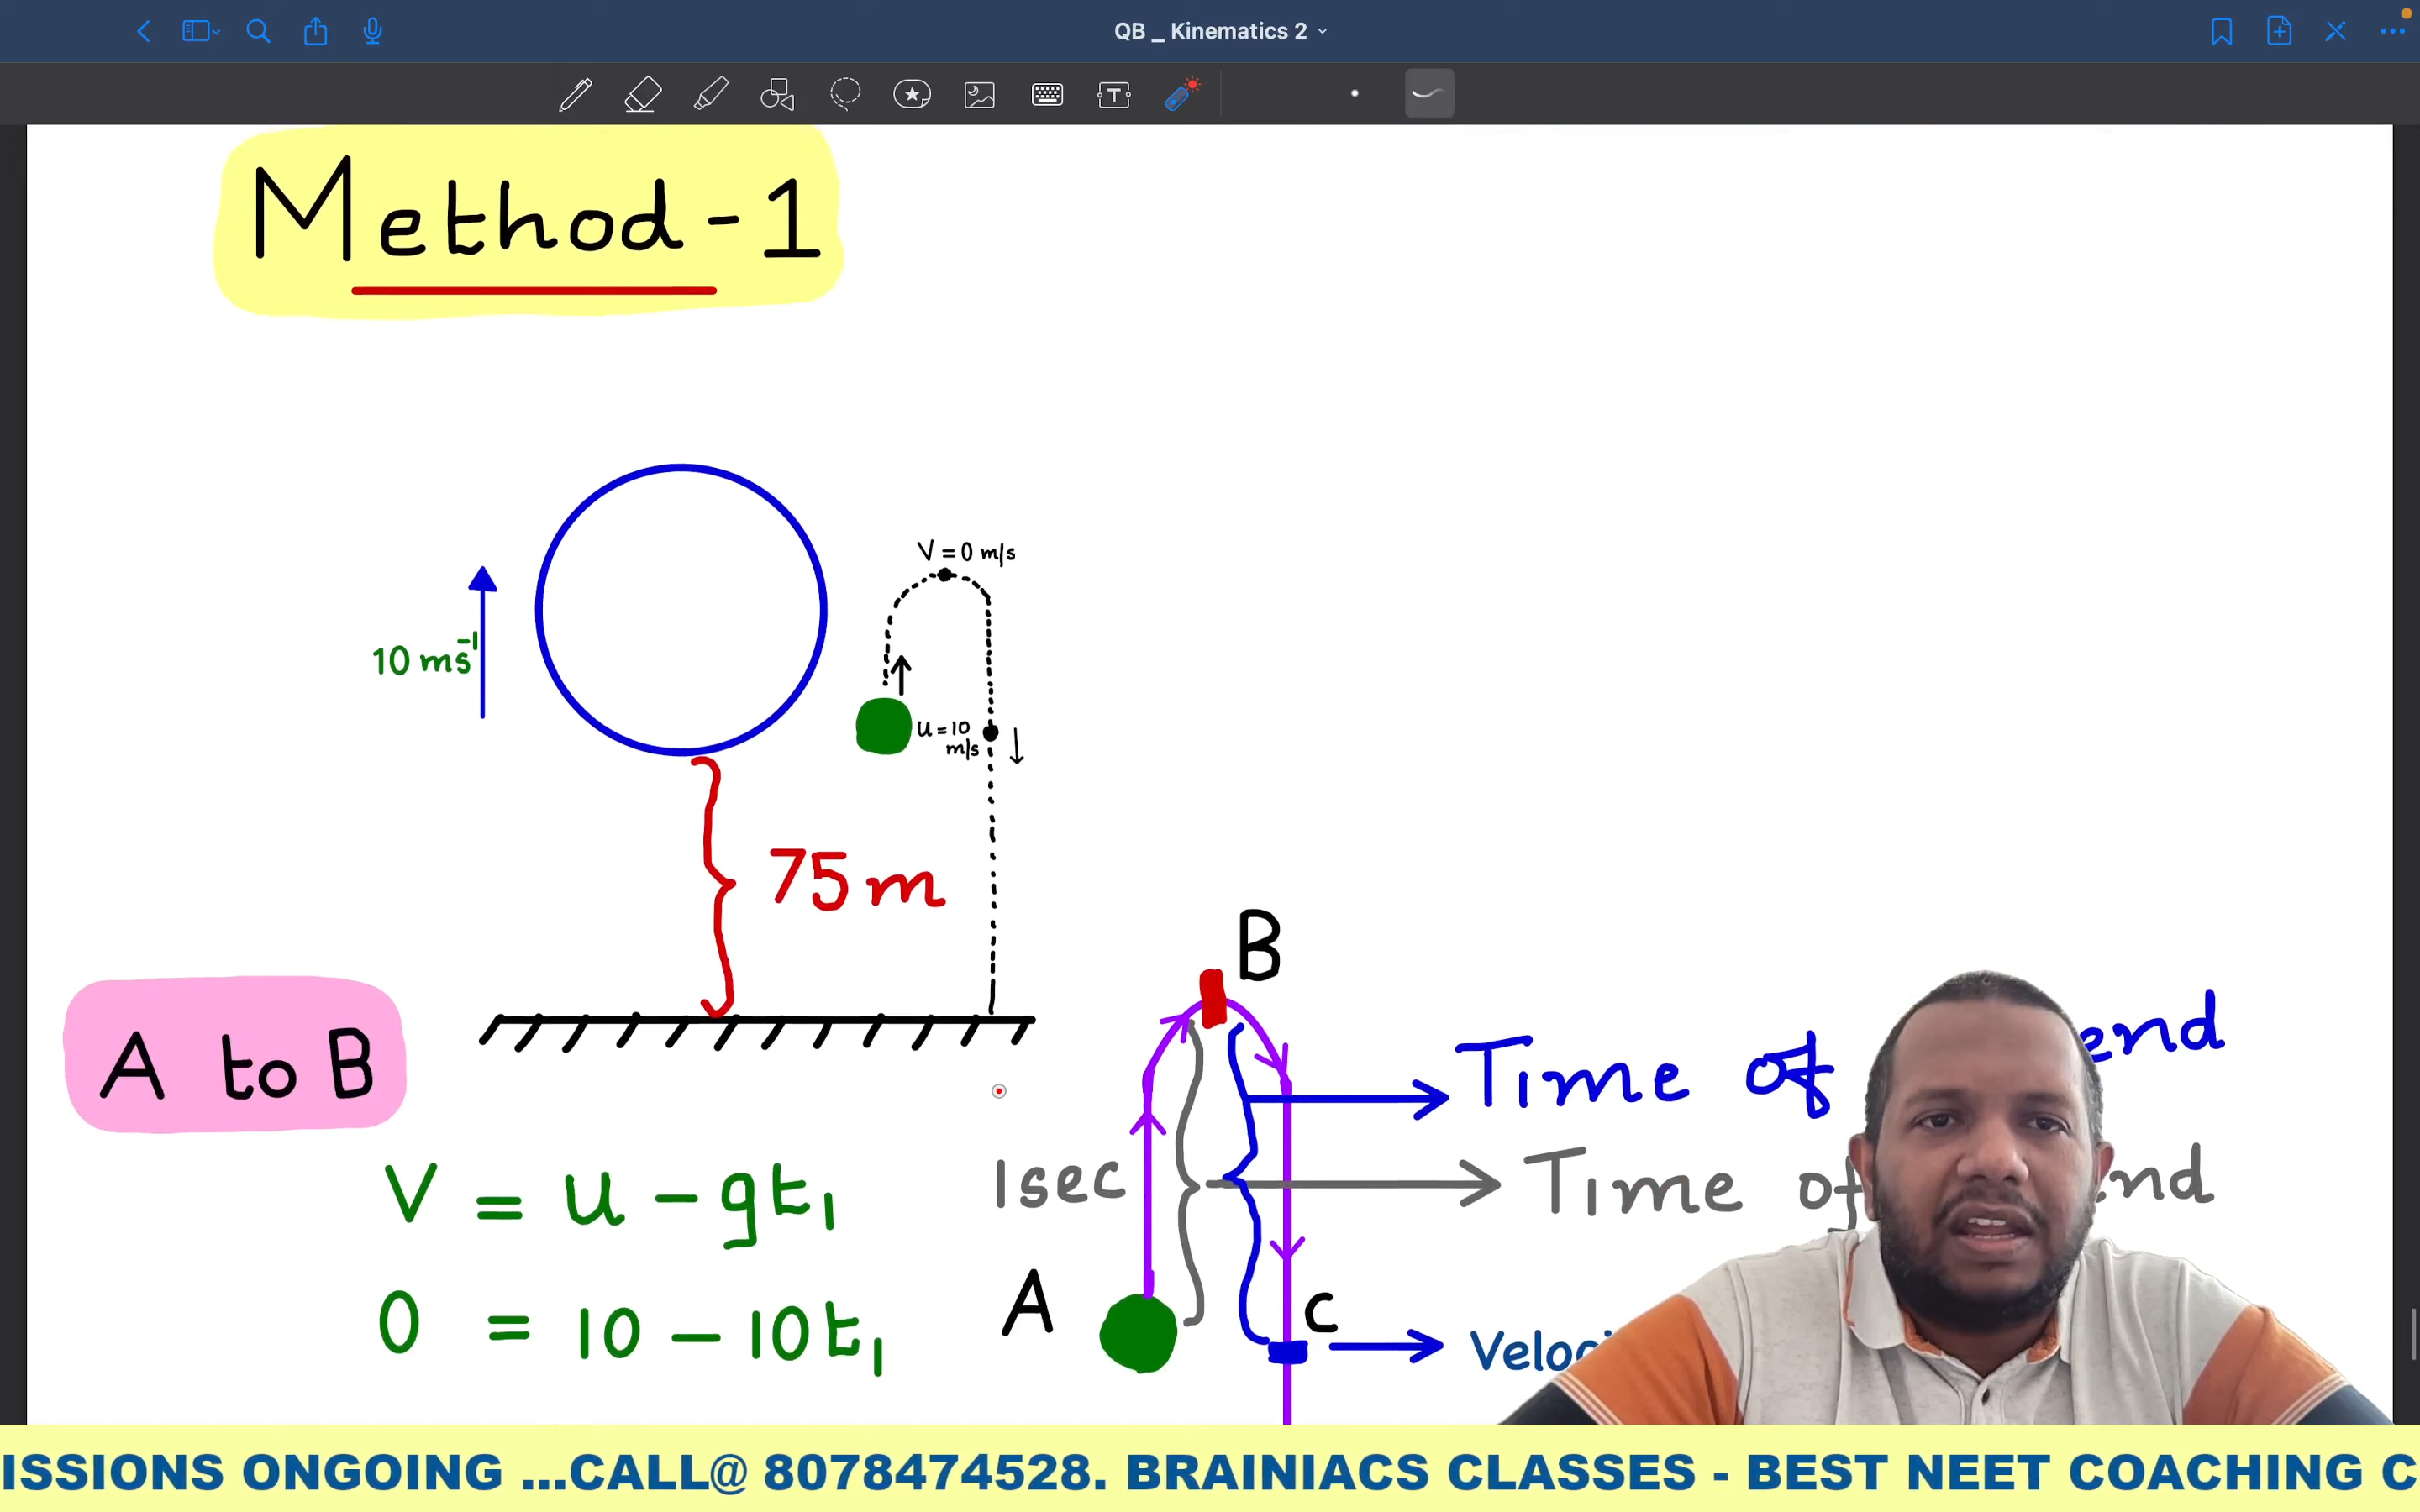 QB _ Kinematics 2
Method-1
V = 0 m/s
10 ms⁻¹
u = 10
m/s
75 m
B
A to B
Time of end
1sec
Time of nd
V = u - gt₁
A
C
0 = 10 - 10t₁
ISSIONS ONGOING ...CALL@ 8078474528. BRAINIACS CLASSES - BEST NEET COACHING C